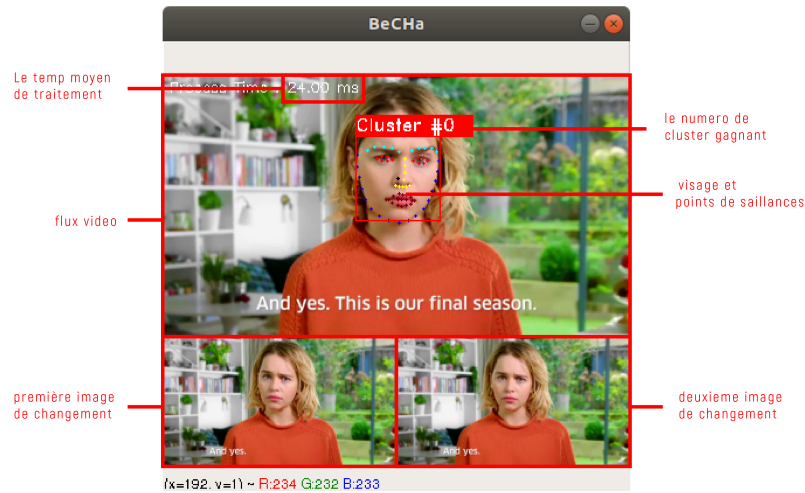 BeCHa
Le temp moyen
de traitement
Process Time : 24.00 ms
Cluster #0
le numero de
cluster gagnant
visage et
points de saillances
flux video
And yes. This is our final season.
première image
de changement
deuxieme image
de changement
And yes.
And yes.
(x=192, y=1) ~ R:234 G:232 B:233